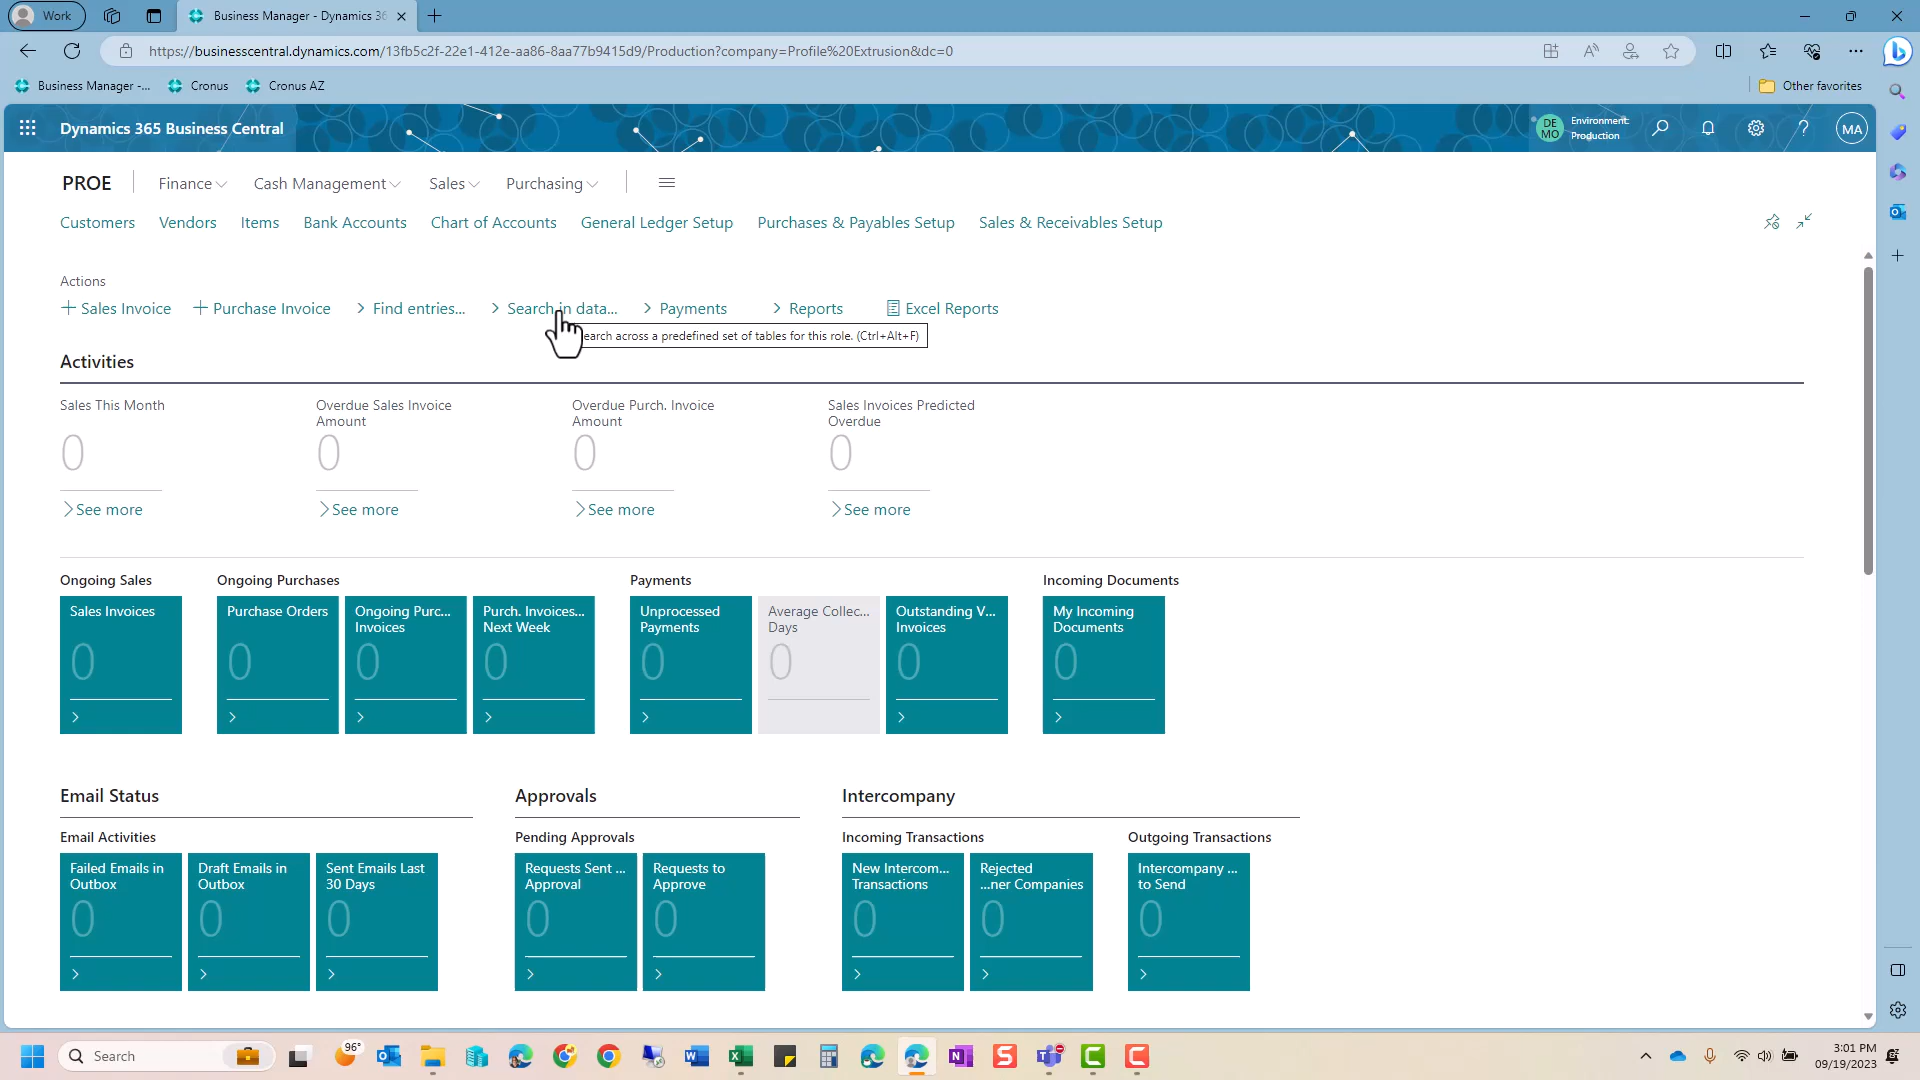 Work
Business Manager - Dynamics 36
https://businesscentral.dynamics.com/13fb5c2f-22e1-412e-aa86-8aa77b9415d9/Production?company=Profile%20Extrusion&dc=0
Business Manager -...
Cronus
Cronus AZ
Other favorites
Dynamics 365 Business Central
DE
MO
Environment:
Production
MA
PROE
Finance
Cash Management
Sales
Purchasing
Customers
Vendors
Items
Bank Accounts
Chart of Accounts
General Ledger Setup
Purchases & Payables Setup
Sales & Receivables Setup
Actions
Sales Invoice
Purchase Invoice
Find entries...
Search in data...
Payments
Reports
Excel Reports
earch across a predefined set of tables for this role. (Ctrl+Alt+F)
Activities
Sales This Month
0
See more
Overdue Sales Invoice
Amount
0
See more
Overdue Purch. Invoice
Amount
0
See more
Sales Invoices Predicted
Overdue
0
See more
Ongoing Sales
Sales Invoices
0
Ongoing Purchases
Purchase Orders
0
Ongoing Purc...
Invoices
0
Purch. Invoices...
Next Week
0
Payments
Unprocessed
Payments
0
Average Collec...
Days
0
Outstanding V...
Invoices
0
Incoming Documents
My Incoming
Documents
0
Email Status
Email Activities
Failed Emails in
Outbox
0
Draft Emails in
Outbox
0
Sent Emails Last
30 Days
0
Approvals
Pending Approvals
Requests Sent ...
Approval
0
Requests to
Approve
0
Intercompany
Incoming Transactions
New Intercom...
Transactions
0
Rejected
...ner Companies
0
Outgoing Transactions
Intercompany ...
to Send
0
Search
96°
3:01 PM
09/19/2023